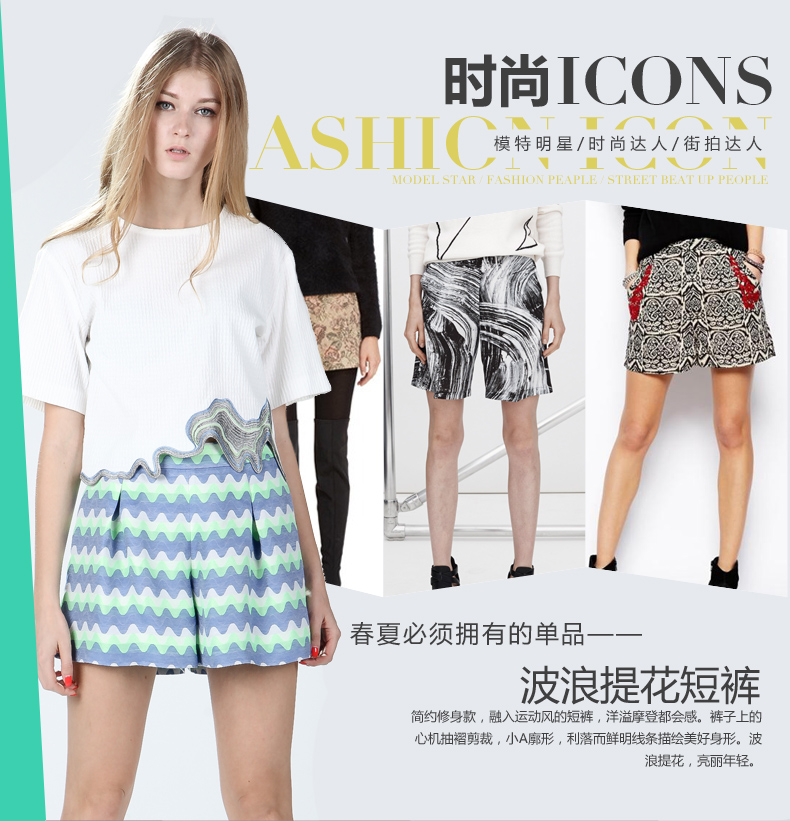 时尚ICONS
ASHION ICON
模特明星/时尚达人/街拍达人
MODEL STAR / FASHION PEAPLE / STREET BEAT UP PEOPLE
春夏必须拥有的单品——
波浪提花短裤
简约修身款，融入运动风的短裤，洋溢摩登都会感。裤子上的
心机抽褶剪裁，小A廓形，利落而鲜明线条描绘美好身形。波
浪提花，亮丽年轻。